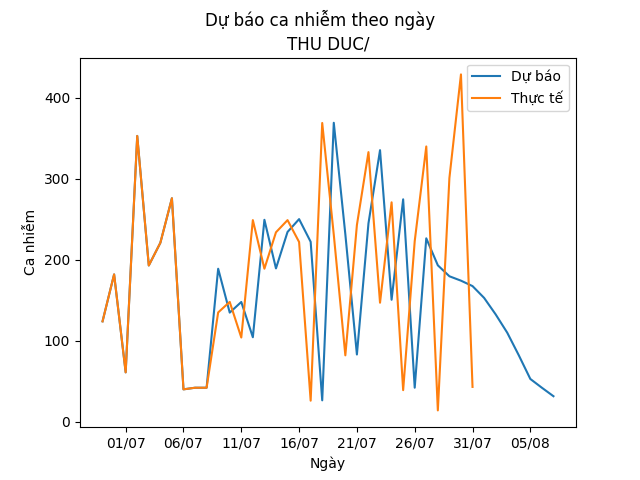 Dự báo ca nhiễm theo ngày
THU DUC/
Dự báo
Thực tế
Ca nhiễm
400
300
200
100
0
01/07 06/07 11/07 16/07 21/07 26/07 31/07 05/08
Ngày